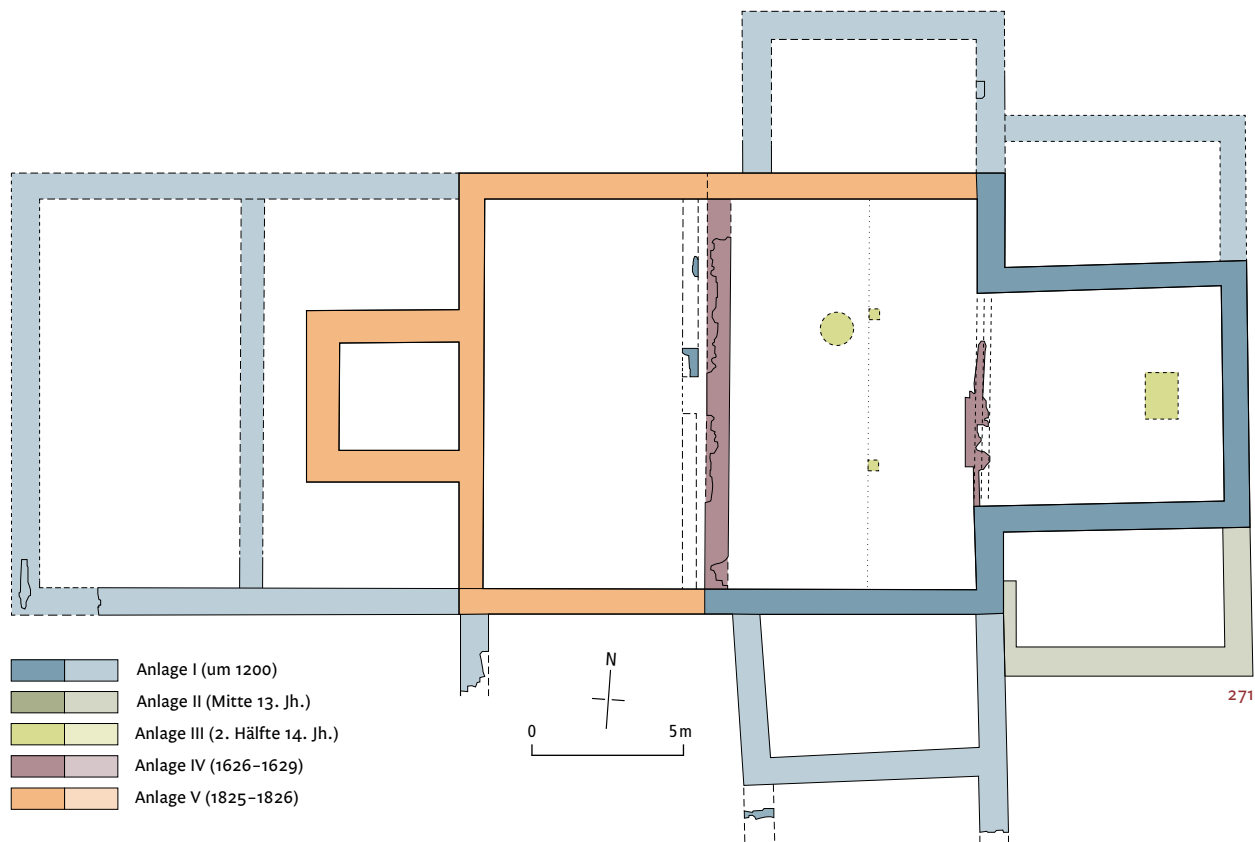 Anlage I (um 1200)
Anlage II (Mitte 13. Jh.)
Anlage III (2. Hälfte 14. Jh.)
Anlage IV (1626–1629)
Anlage V (1825–1826)
N
0 5 m
271